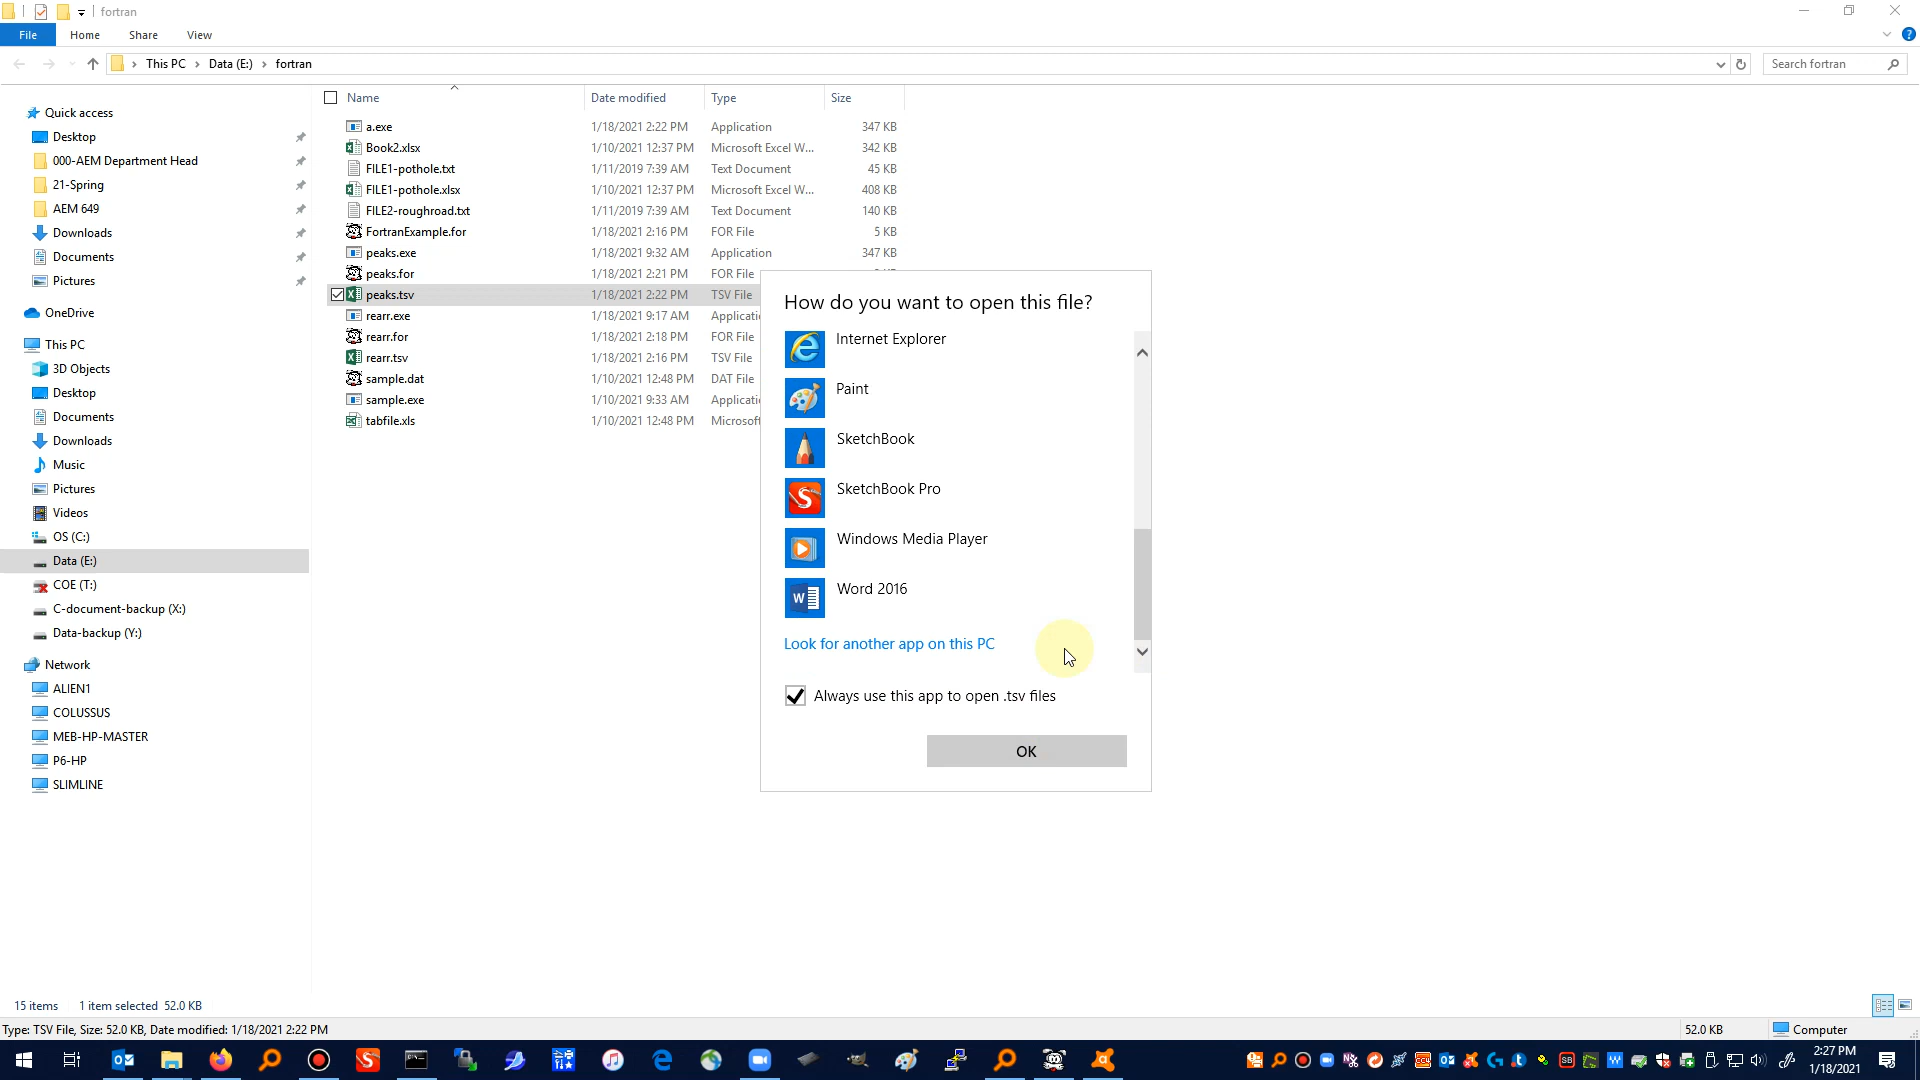 fortran
File Home Share View
This PC Data (E:) fortran
Search fortran
Name Date modified Type Size
Quick access
Desktop
000-AEM Department Head
21-Spring
AEM 649
Downloads
Documents
Pictures
OneDrive
This PC
3D Objects
Desktop
Documents
Downloads
Music
Pictures
Videos
OS (C:)
Data (E:)
COE (T:)
C-document-backup (X:)
Data-backup (Y:)
Network
ALIEN1
COLUSSUS
MEB-HP-MASTER
P6-HP
SLIMLINE
a.exe 1/18/2021 2:22 PM Application 347 KB
Book2.xlsx 1/10/2021 12:37 PM Microsoft Excel W... 342 KB
FILE1-pothole.txt 1/11/2019 7:39 AM Text Document 45 KB
FILE1-pothole.xlsx 1/10/2021 12:37 PM Microsoft Excel W... 408 KB
FILE2-roughroad.txt 1/11/2019 7:39 AM Text Document 140 KB
FortranExample.for 1/18/2021 2:16 PM FOR File 5 KB
peaks.exe 1/18/2021 9:32 AM Application 347 KB
peaks.for 1/18/2021 2:21 PM FOR File
peaks.tsv 1/18/2021 2:22 PM TSV File
rearr.exe 1/18/2021 9:17 AM Applicati
rearr.for 1/18/2021 2:18 PM FOR File
rearr.tsv 1/18/2021 2:16 PM TSV File
sample.dat 1/10/2021 12:48 PM DAT File
sample.exe 1/10/2021 9:33 AM Applicati
tabfile.xls 1/10/2021 12:48 PM Microsof
How do you want to open this file?
Internet Explorer
Paint
SketchBook
SketchBook Pro
Windows Media Player
Word 2016
Look for another app on this PC
Always use this app to open .tsv files
OK
15 items 1 item selected 52.0 KB
Type: TSV File, Size: 52.0 KB, Date modified: 1/18/2021 2:22 PM
52.0 KB Computer
2:27 PM
1/18/2021